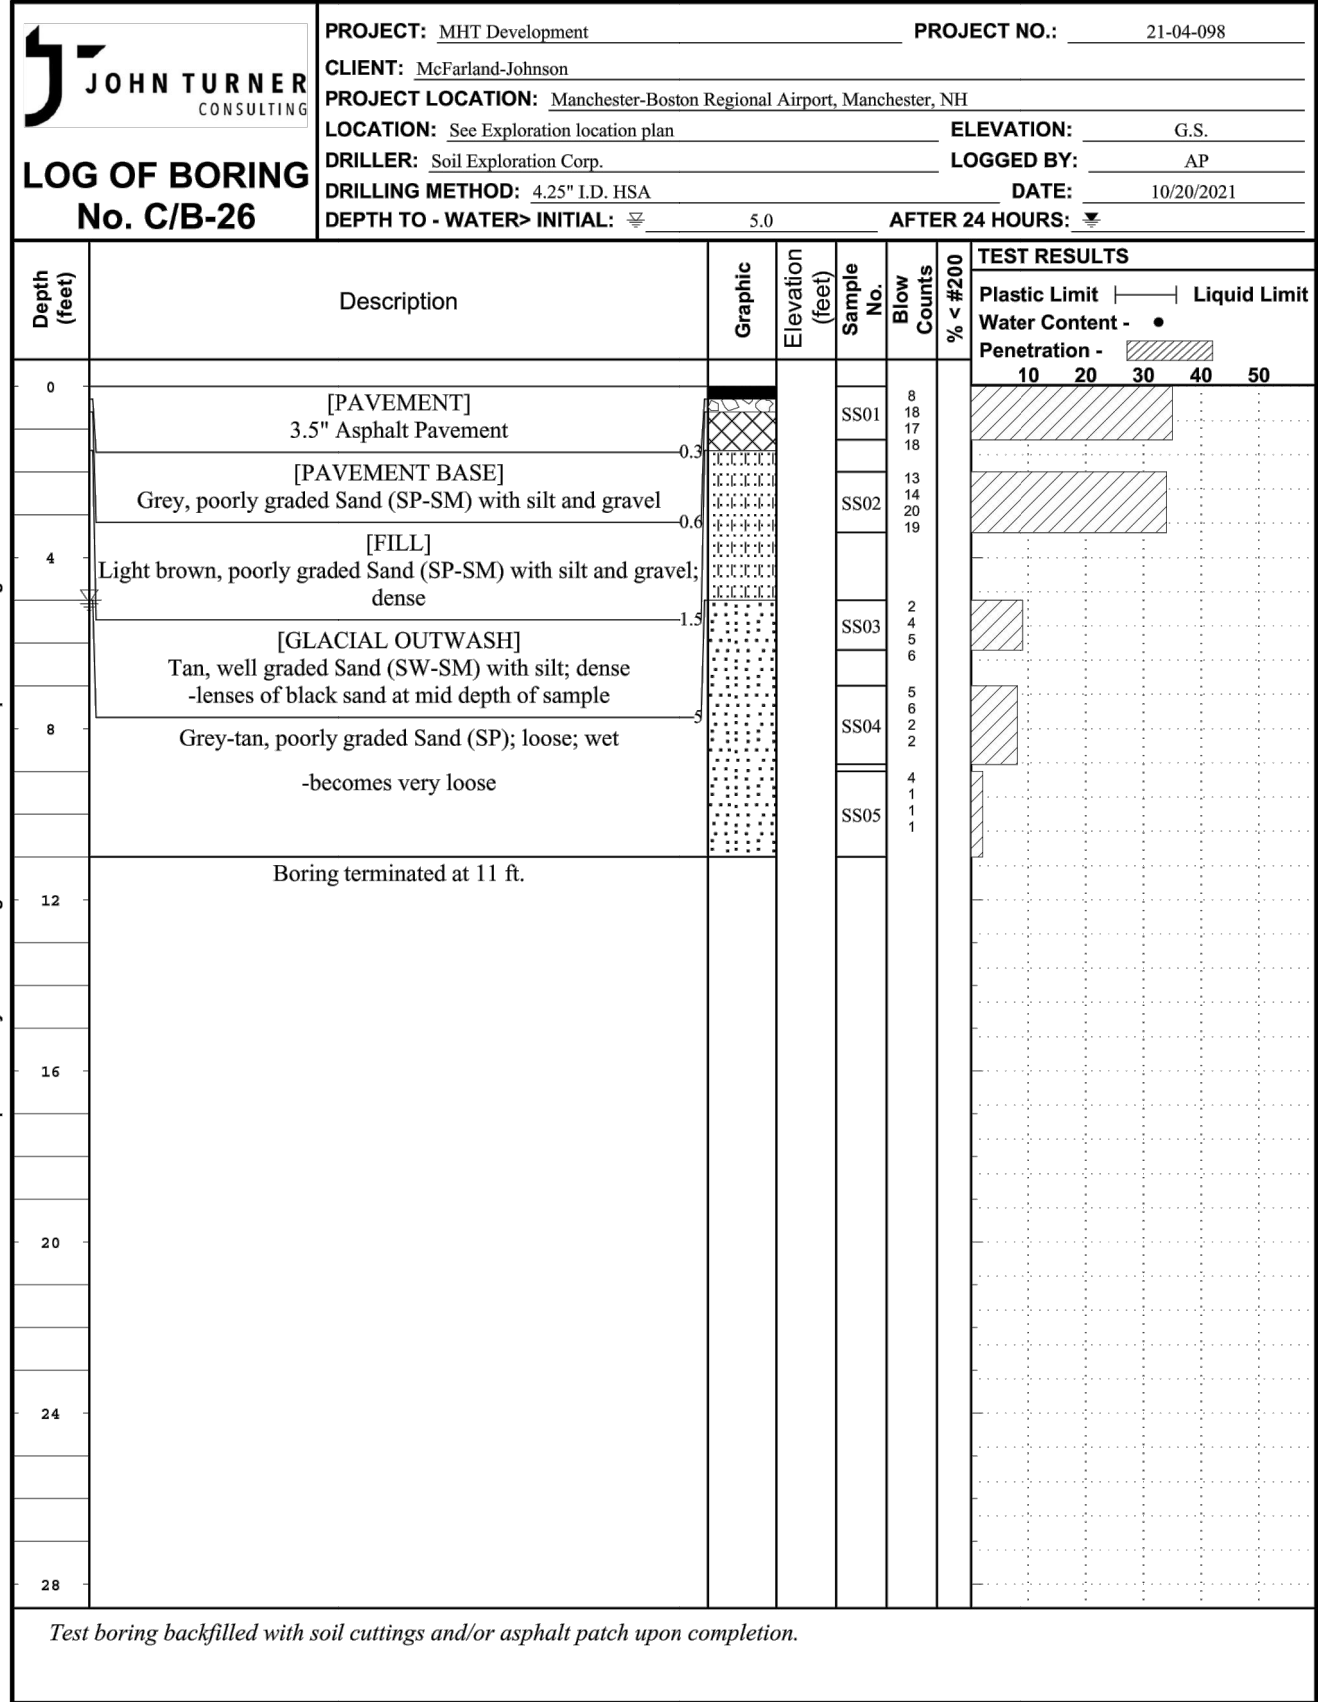 JOHN TURNER
CONSULTING
LOG OF BORING
No. C/B-26
PROJECT: MHT Development PROJECT NO.: 21-04-098
CLIENT: McFarland-Johnson
PROJECT LOCATION: Manchester-Boston Regional Airport, Manchester, NH
LOCATION: See Exploration location plan ELEVATION: G.S.
DRILLER: Soil Exploration Corp. LOGGED BY: AP
DRILLING METHOD: 4.25" I.D. HSA DATE: 10/20/2021
DEPTH TO - WATER> INITIAL: 5.0 AFTER 24 HOURS:
Depth
(feet)
Description
Graphic
Elevation
(feet)
Sample
No.
Blow
Counts
% < #200
TEST RESULTS
Plastic Limit Liquid Limit
Water Content - •
Penetration -
10 20 30 40 50
0
4
8
12
16
20
24
28
[PAVEMENT]
3.5" Asphalt Pavement
0.3
[PAVEMENT BASE]
Grey, poorly graded Sand (SP-SM) with silt and gravel
0.6
[FILL]
Light brown, poorly graded Sand (SP-SM) with silt and gravel;
dense
1.5
[GLACIAL OUTWASH]
Tan, well graded Sand (SW-SM) with silt; dense
-lenses of black sand at mid depth of sample
5
Grey-tan, poorly graded Sand (SP); loose; wet
-becomes very loose
Boring terminated at 11 ft.
SS01
8
18
17
18
SS02
13
14
20
19
SS03
2
4
5
6
SS04
5
6
2
2
SS05
4
1
1
1
Test boring backfilled with soil cuttings and/or asphalt patch upon completion.